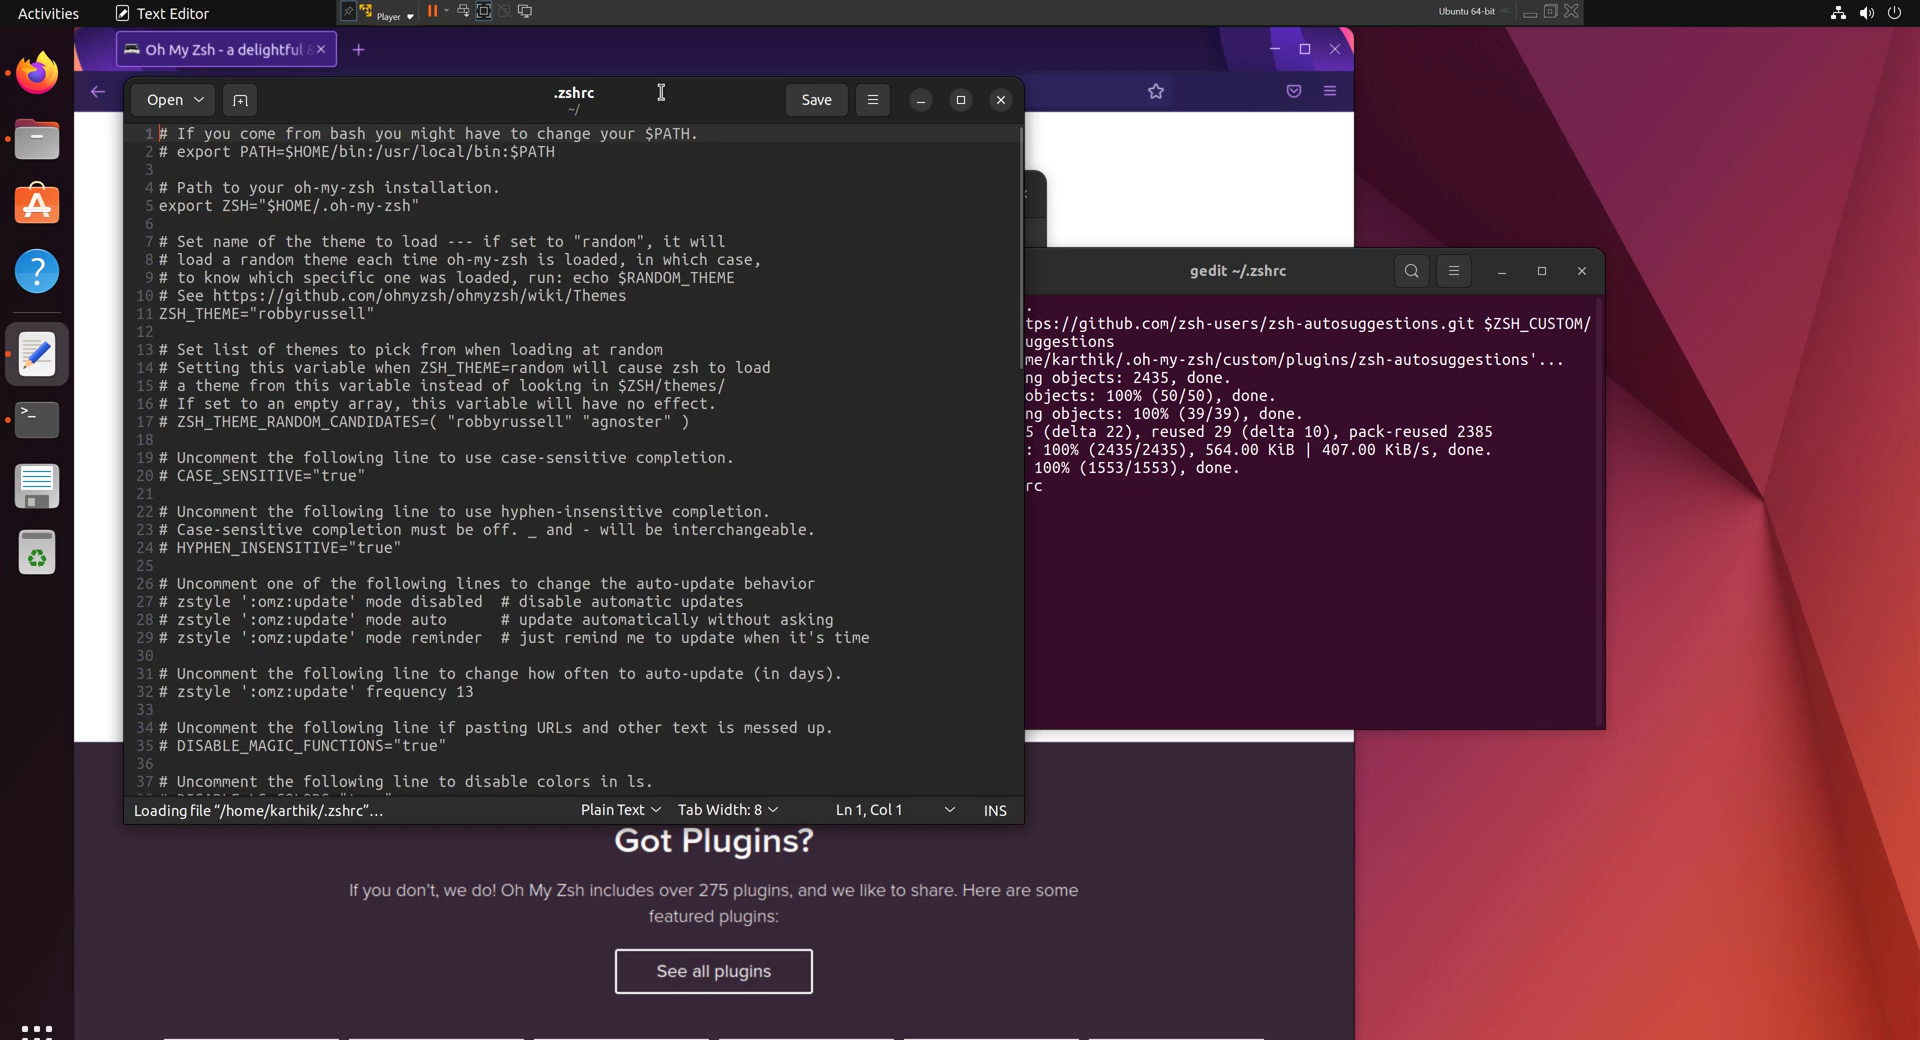 Activities
Text Editor
Player
Ubuntu 64-bit
Oh My Zsh - a delightful
Open
.zshrc
~/
Save
1 # If you come from bash you might have to change your $PATH.
2 # export PATH=$HOME/bin:/usr/local/bin:$PATH
3
4 # Path to your oh-my-zsh installation.
5 export ZSH="$HOME/.oh-my-zsh"
6
7 # Set name of the theme to load --- if set to "random", it will
8 # load a random theme each time oh-my-zsh is loaded, in which case,
9 # to know which specific one was loaded, run: echo $RANDOM_THEME
10 # See https://github.com/ohmyzsh/ohmyzsh/wiki/Themes
11 ZSH_THEME="robbyrussell"
12
13 # Set list of themes to pick from when loading at random
14 # Setting this variable when ZSH_THEME=random will cause zsh to load
15 # a theme from this variable instead of looking in $ZSH/themes/
16 # If set to an empty array, this variable will have no effect.
17 # ZSH_THEME_RANDOM_CANDIDATES=( "robbyrussell" "agnoster" )
18
19 # Uncomment the following line to use case-sensitive completion.
20 # CASE_SENSITIVE="true"
21
22 # Uncomment the following line to use hyphen-insensitive completion.
23 # Case-sensitive completion must be off. _ and - will be interchangeable.
24 # HYPHEN_INSENSITIVE="true"
25
26 # Uncomment one of the following lines to change the auto-update behavior
27 # zstyle ':omz:update' mode disabled # disable automatic updates
28 # zstyle ':omz:update' mode auto # update automatically without asking
29 # zstyle ':omz:update' mode reminder # just remind me to update when it's time
30
31 # Uncomment the following line to change how often to auto-update (in days).
32 # zstyle ':omz:update' frequency 13
33
34 # Uncomment the following line if pasting URLs and other text is messed up.
35 # DISABLE_MAGIC_FUNCTIONS="true"
36
37 # Uncomment the following line to disable colors in ls.
Loading file “/home/karthik/.zshrc”...
Plain Text
Tab Width: 8
Ln 1, Col 1
INS
gedit ~/.zshrc
.
tps://github.com/zsh-users/zsh-autosuggestions.git $ZSH_CUSTOM/
uggestions
me/karthik/.oh-my-zsh/custom/plugins/zsh-autosuggestions'...
ng objects: 2435, done.
objects: 100% (50/50), done.
ng objects: 100% (39/39), done.
5 (delta 22), reused 29 (delta 10), pack-reused 2385
: 100% (2435/2435), 564.00 KiB | 407.00 KiB/s, done.
100% (1553/1553), done.
rc
Got Plugins?
If you don't, we do! Oh My Zsh includes over 275 plugins, and we like to share. Here are some
featured plugins:
See all plugins